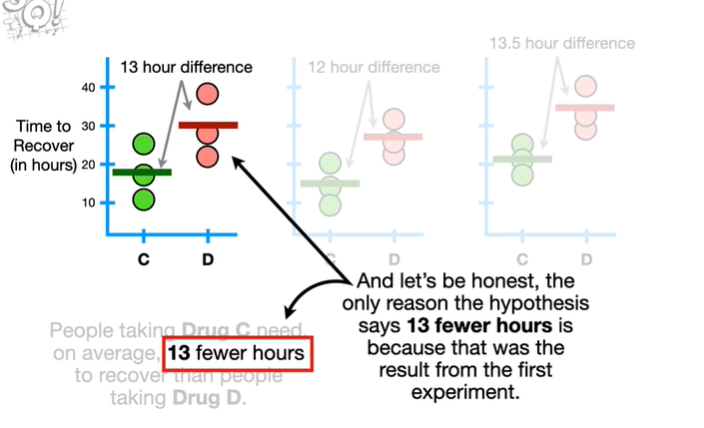 13 hour difference
12 hour difference
13.5 hour difference
Time to
Recover
(in hours)
40
30
20
10
C
D
C
D
C
D
People taking Drug C need,
on average, 13 fewer hours
to recover than people
taking Drug D.
And let's be honest, the
only reason the hypothesis
says 13 fewer hours is
because that was the
result from the first
experiment.